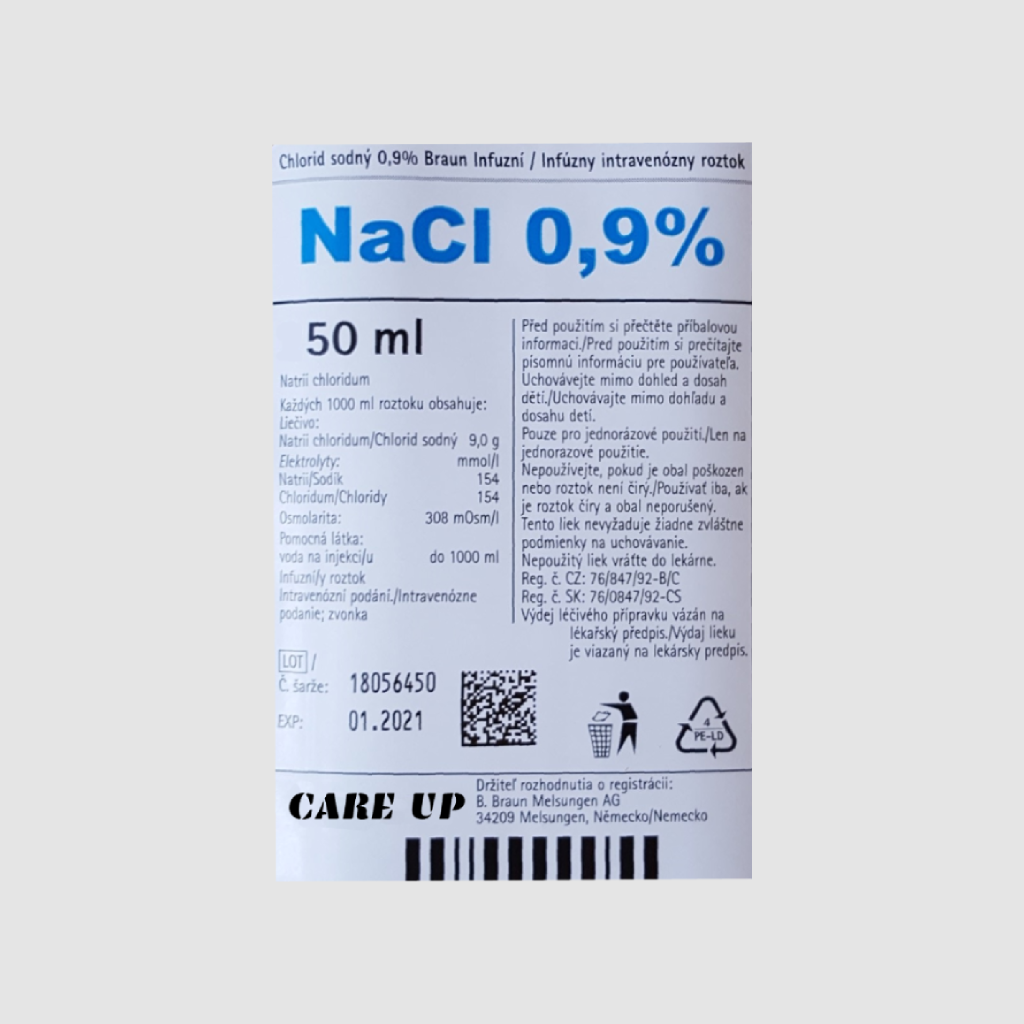 Chlorid sodný 0,9% Braun Infuzní / Infúzny intravenózny roztok
NaCl 0,9%
50 ml
Natrii chloridum
Každých 1000 ml roztoku obsahuje:
Liečivo:
Natrii chloridum/Chlorid sodný 9,0 g
Elektrolyty: mmol/l
Natrii/Sodík 154
Chloridum/Chloridy 154
Osmolarita: 308 mOsm/l
Pomocná látka:
voda na injekci/u do 1000 ml
Infuzní/y roztok
Intravenózní podání./Intravenózne
podanie; zvonka
Před použitím si přečtěte příbalovou
informaci./Pred použitím si prečítajte
písomnú informáciu pre používateľa.
Uchovávejte mimo dohled a dosah
dětí./Uchovávajte mimo dohľadu a
dosahu detí.
Pouze pro jednorázové použití./Len na
jednorazové použitie.
Nepoužívejte, pokud je obal poškozen
nebo roztok není čirý./Používať iba, ak
je roztok číry a obal neporušený.
Tento liek nevyžaduje žiadne zvláštne
podmienky na uchovávanie.
Nepoužitý liek vráťte do lekárne.
Reg. č. CZ: 76/847/92-B/C
Reg. č. SK: 76/0847/92-CS
Výdej léčivého přípravku vázán na
lékařský předpis./Výdaj lieku
je viazaný na lekársky predpis.
LOT /
Č. šarže: 18056450
EXP: 01.2021
4
PE-LD
CARE UP
Držiteľ rozhodnutia o registrácii:
B. Braun Melsungen AG
34209 Melsungen, Německo/Nemecko